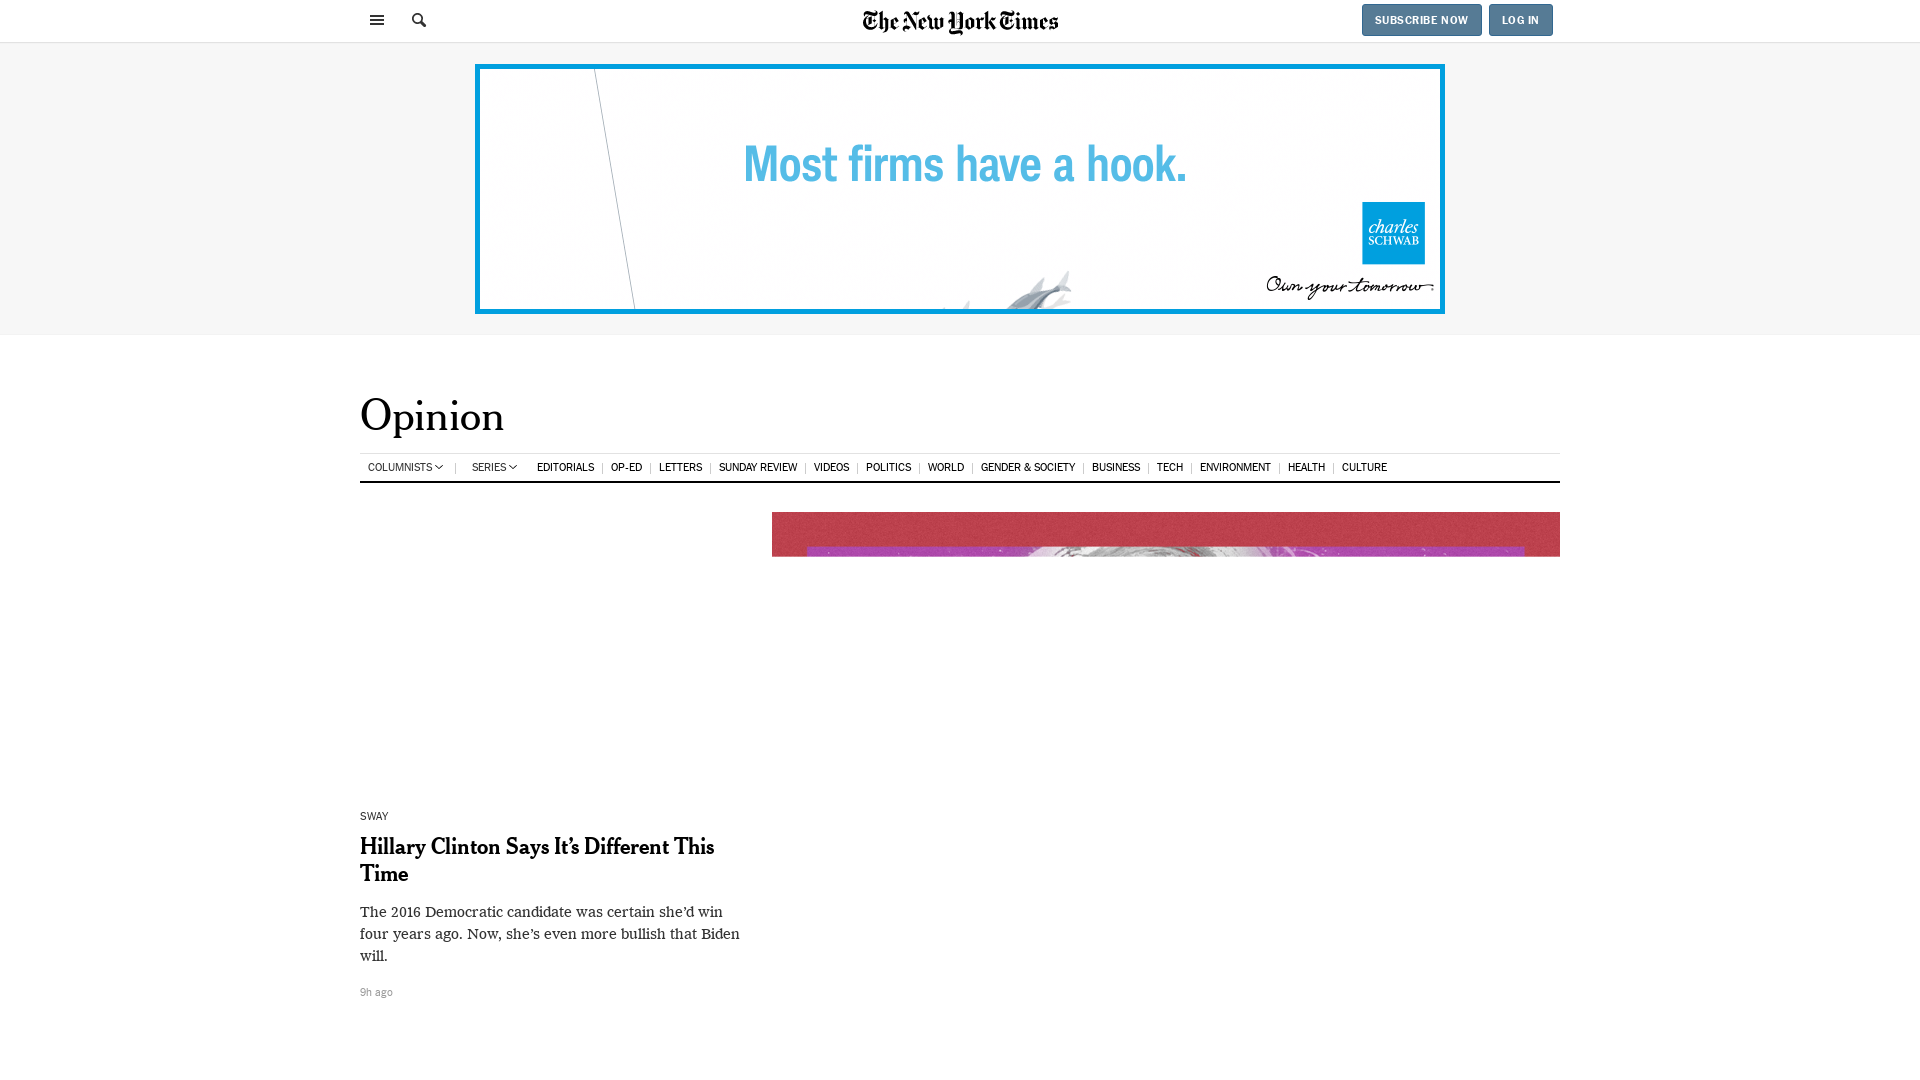 The New York Times
SUBSCRIBE NOW
LOG IN
Most firms have a hook.
charles
SCHWAB
Own your tomorrow.
Opinion
COLUMNISTS SERIES EDITORIALS OP-ED LETTERS SUNDAY REVIEW VIDEOS POLITICS WORLD GENDER & SOCIETY BUSINESS TECH ENVIRONMENT HEALTH CULTURE
SWAY
Hillary Clinton Says It’s Different This
Time
The 2016 Democratic candidate was certain she’d win
four years ago. Now, she’s even more bullish that Biden
will.
9h ago